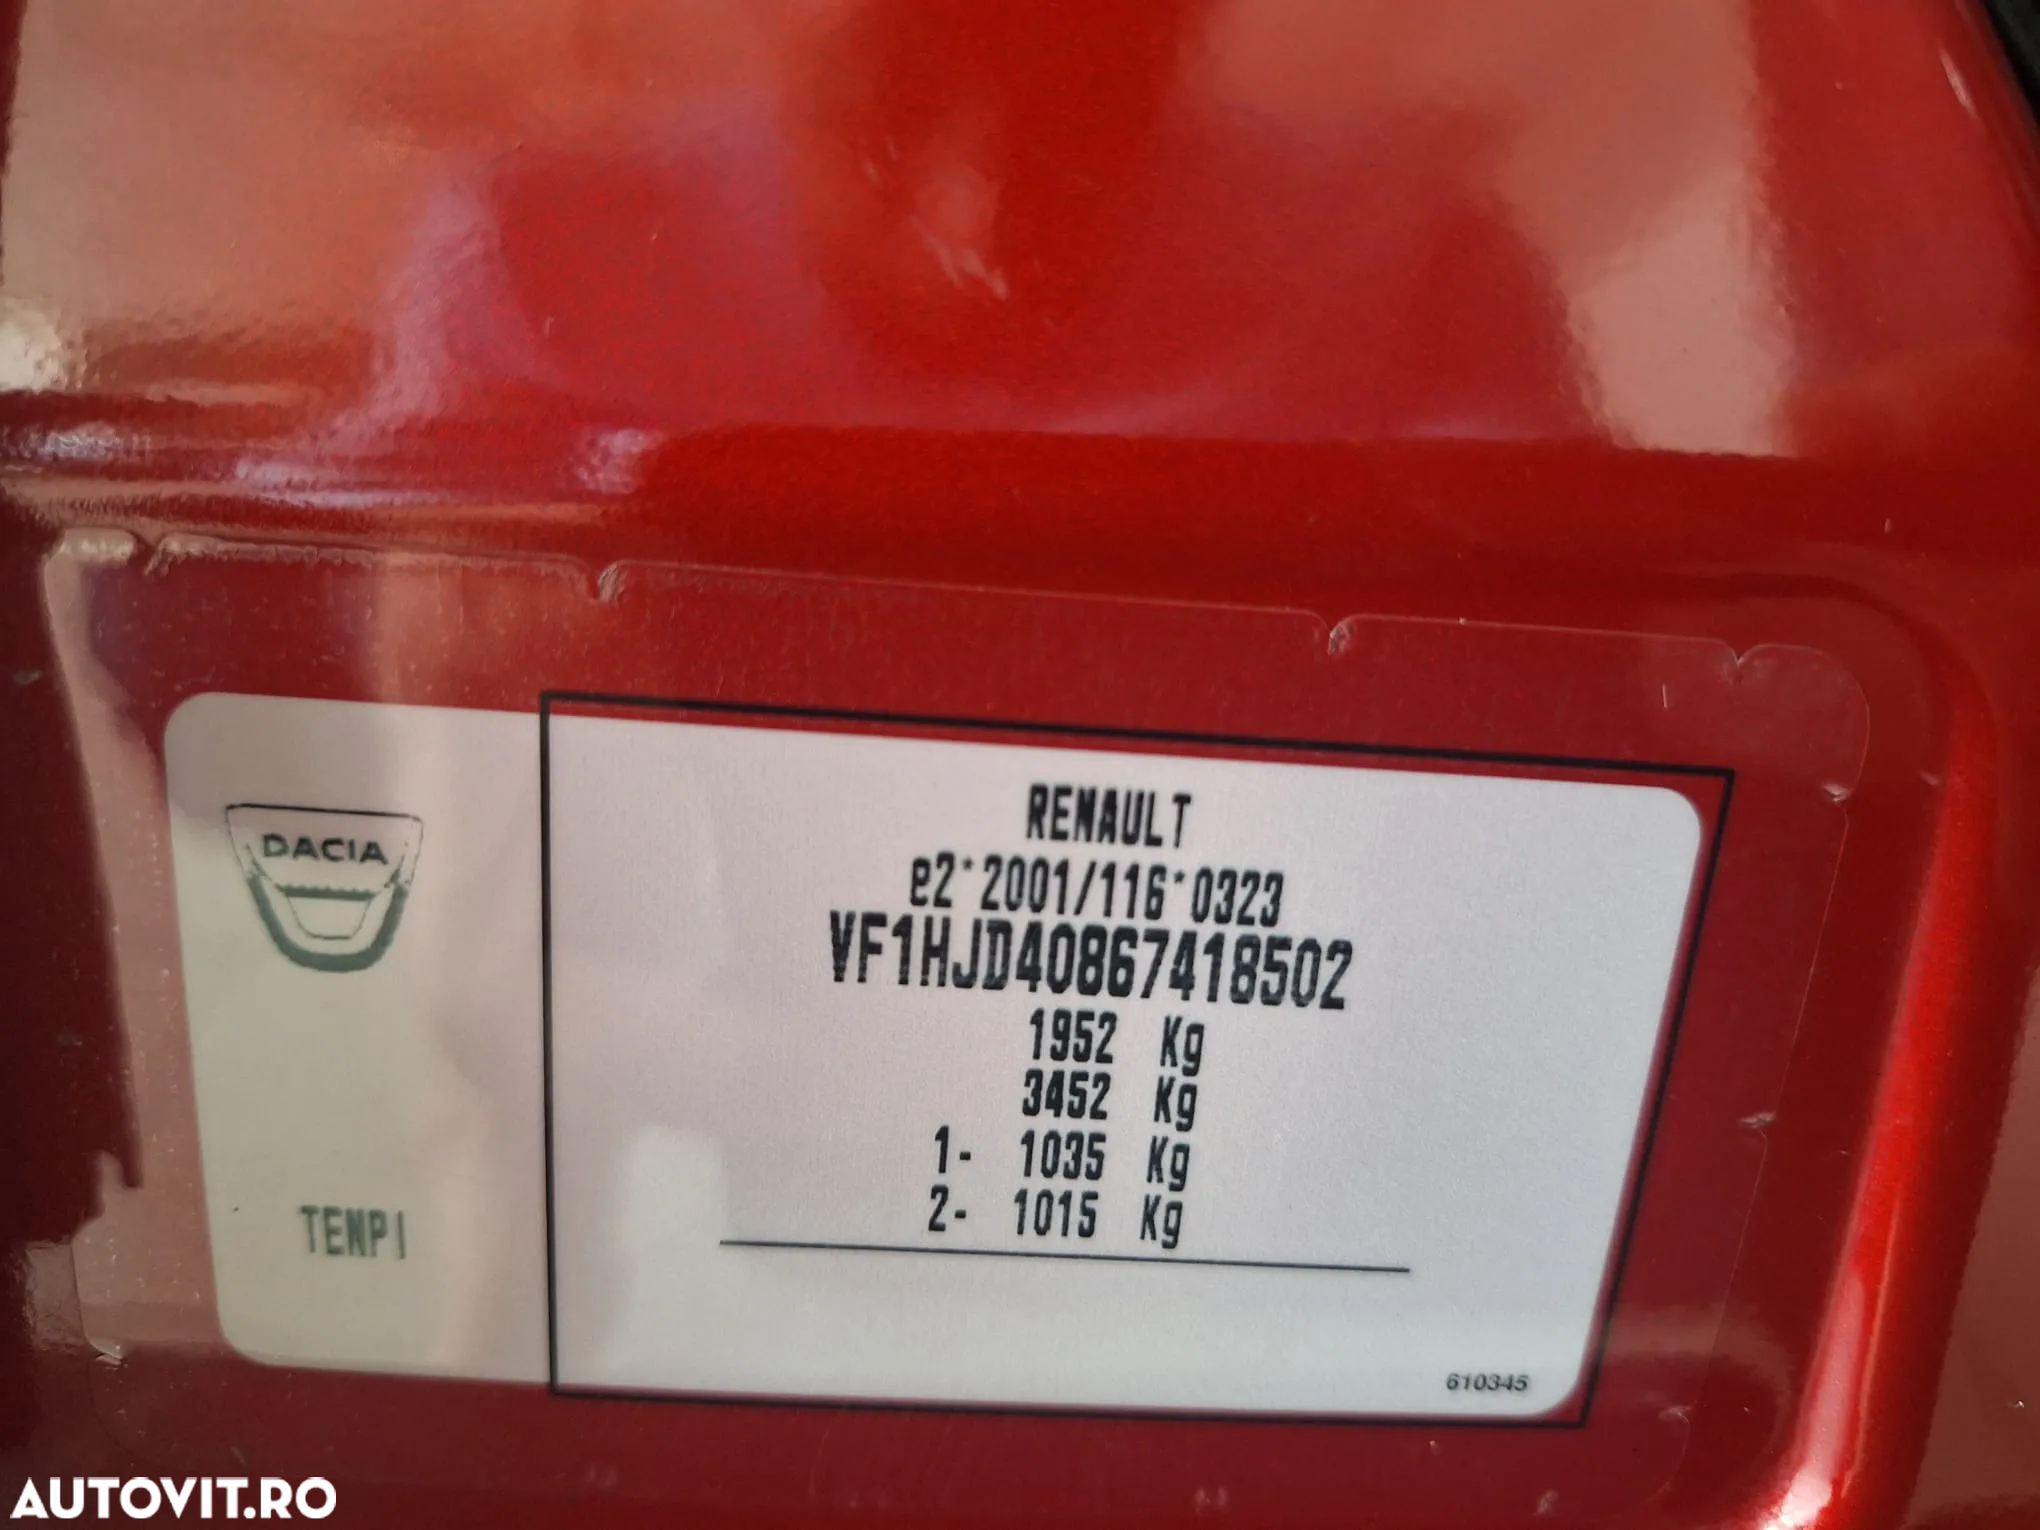 DACIA
TEMPI
RENAULT
e2*2001/116*0323
VF1HJD40867418502
1952 Kg
3452 Kg
1- 1035 Kg
2- 1015 Kg
610345
AUTOVIT.RO